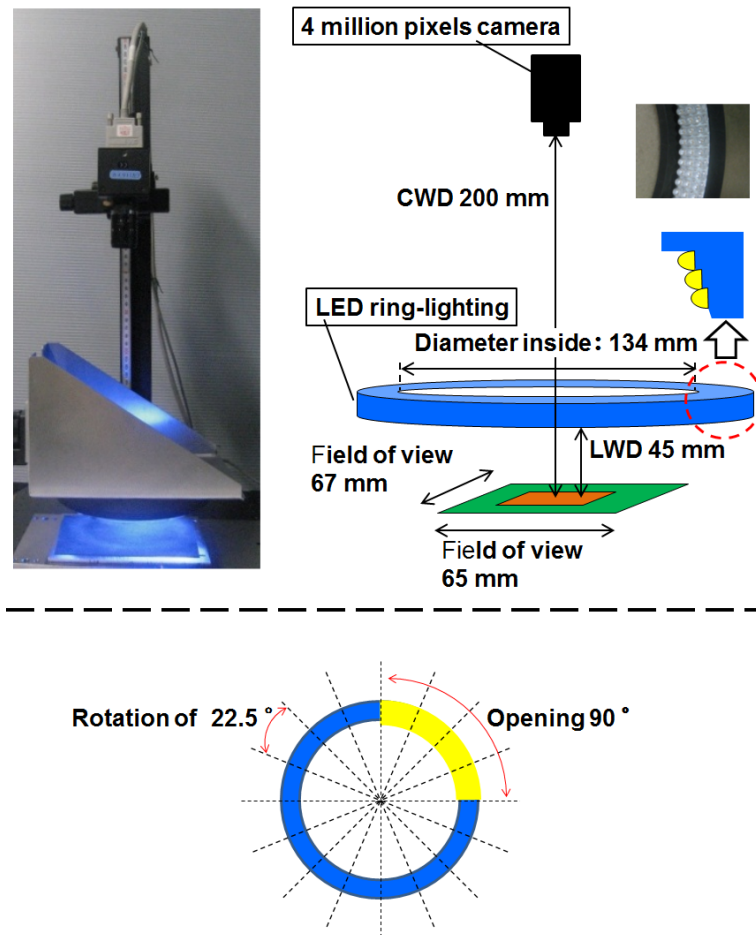 4 million pixels camera
CWD 200 mm
LED ring-lighting
Diameter inside: 134 mm
LWD 45 mm
Field of view
67 mm
Field of view
65 mm
Rotation of 22.5 °
Opening 90 °